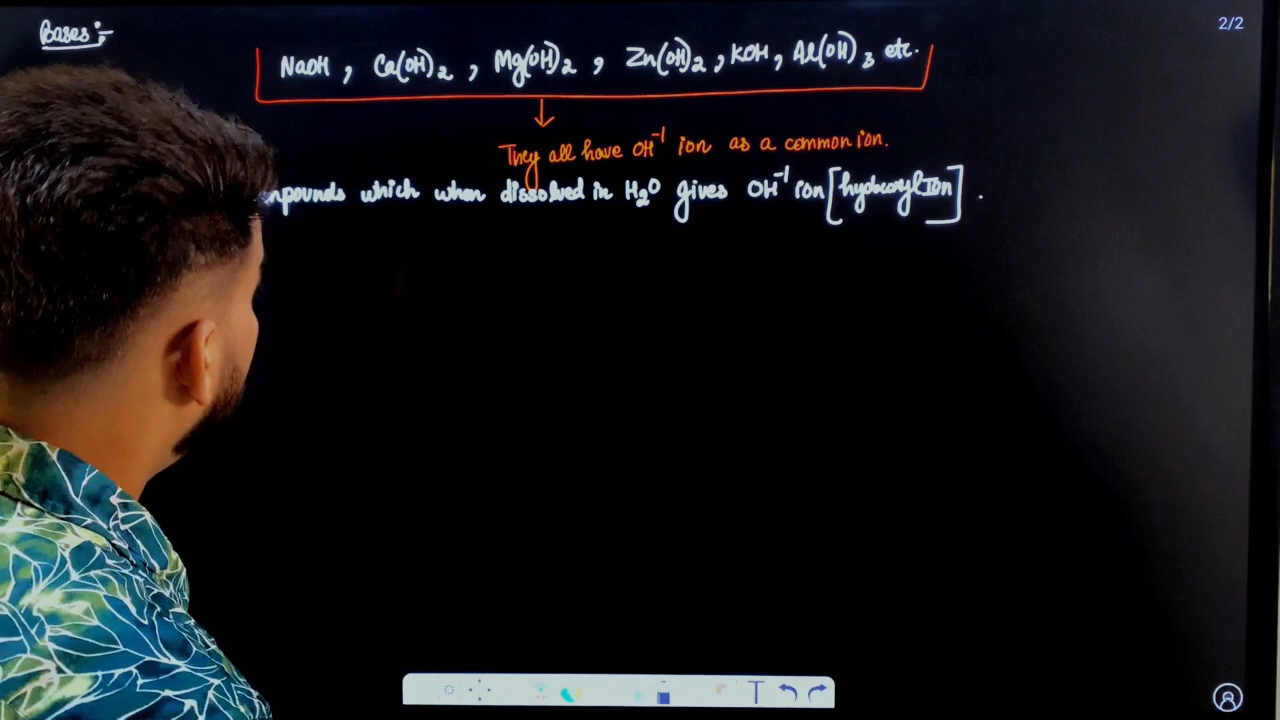 Bases :-
2/2
NaOH , Ca(OH)₂ , Mg(OH)₂ , Zn(OH)₂ , KOH , Al(OH)₃ etc.
They all have OH⁻¹ ion as a common ion.
mpounds which when dissolved in H₂O gives OH⁻¹ ion [hydroxyl Ion] .
T